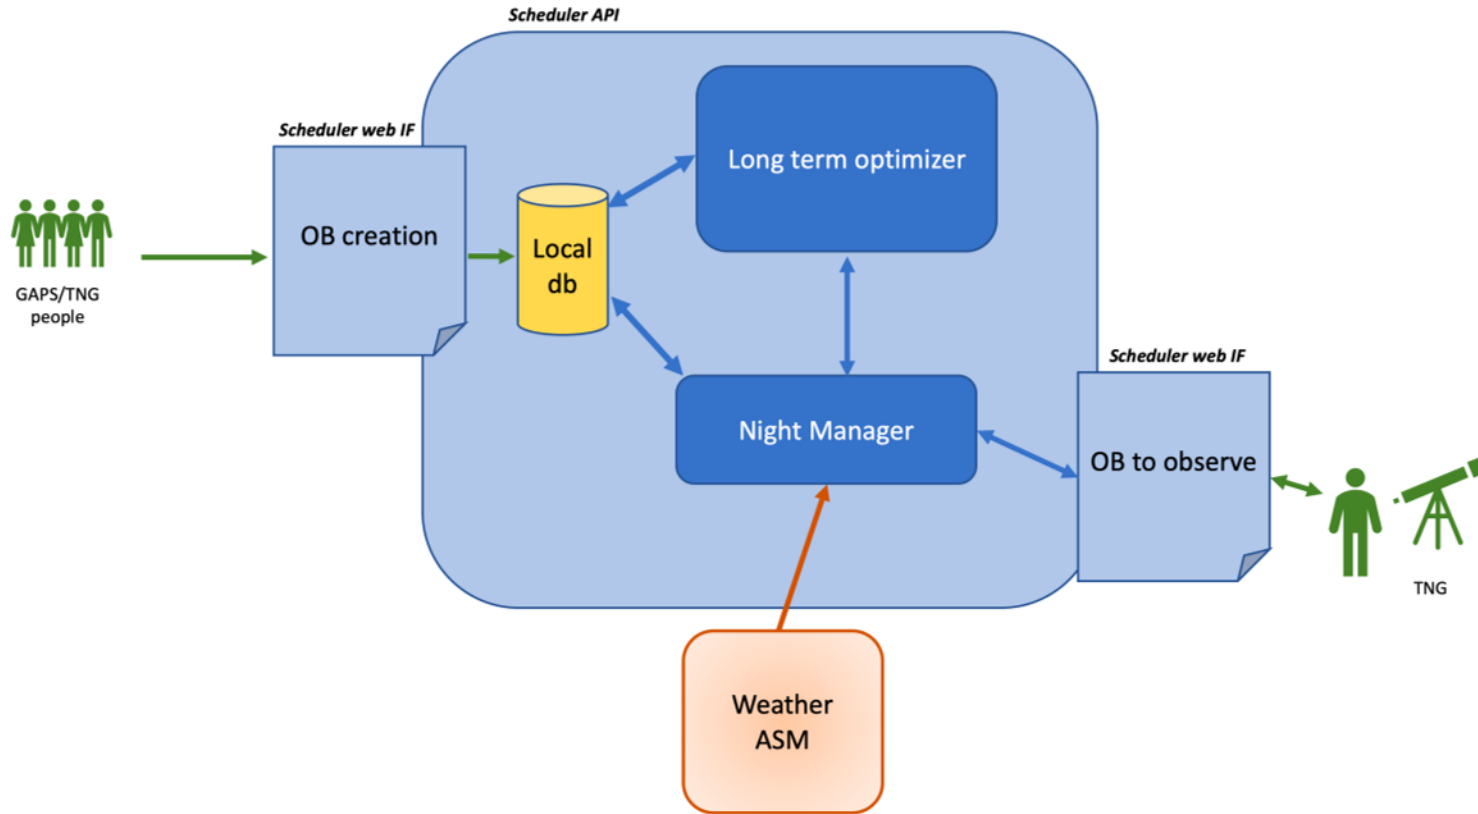 Scheduler API
Scheduler web IF
Long term optimizer
OB creation
Local
db
GAPS/TNG
people
Scheduler web IF
Night Manager
OB to observe
TNG
Weather
ASM